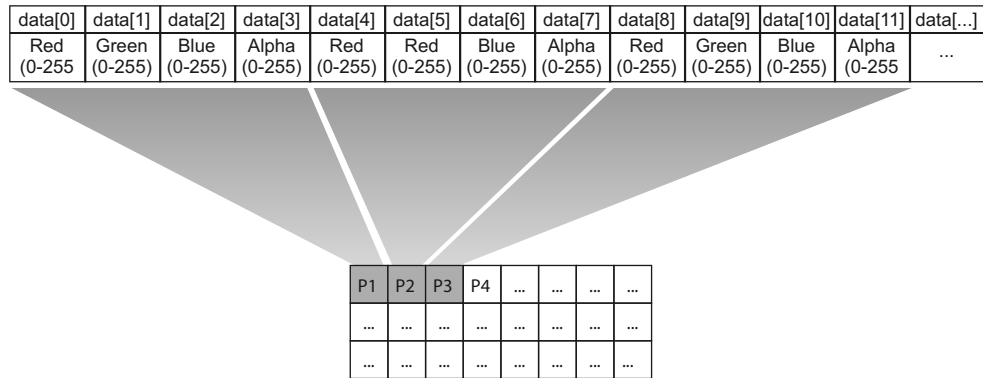 data[0] data[1] data[2] data[3] data[4] data[5] data[6] data[7] data[8] data[9] data[10] data[11] data[...]
Red Green Blue Alpha Red Red Blue Alpha Red Green Blue Alpha ...
(0-255 (0-255) (0-255) (0-255) (0-255) (0-255) (0-255) (0-255) (0-255) (0-255) (0-255) (0-255
P1 P2 P3 P4 ... ... ... ...
... ... ... ... ... ... ... ...
... ... ... ... ... ... ... ...